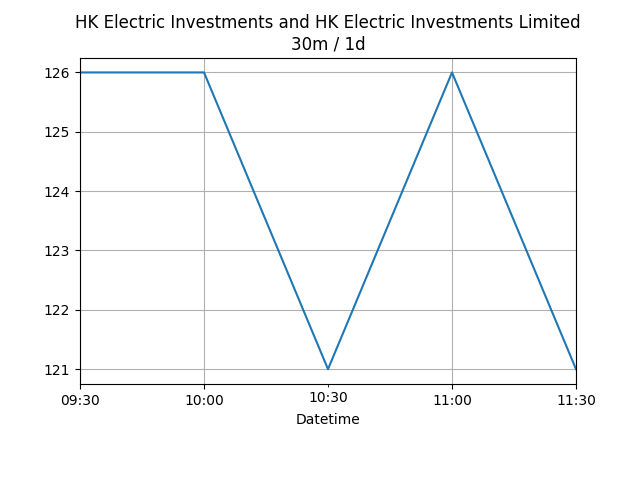 HK Electric Investments and HK Electric Investments Limited
30m / 1d
126
125
124
123
122
121
09:30 10:00 10:30 11:00 11:30
Datetime